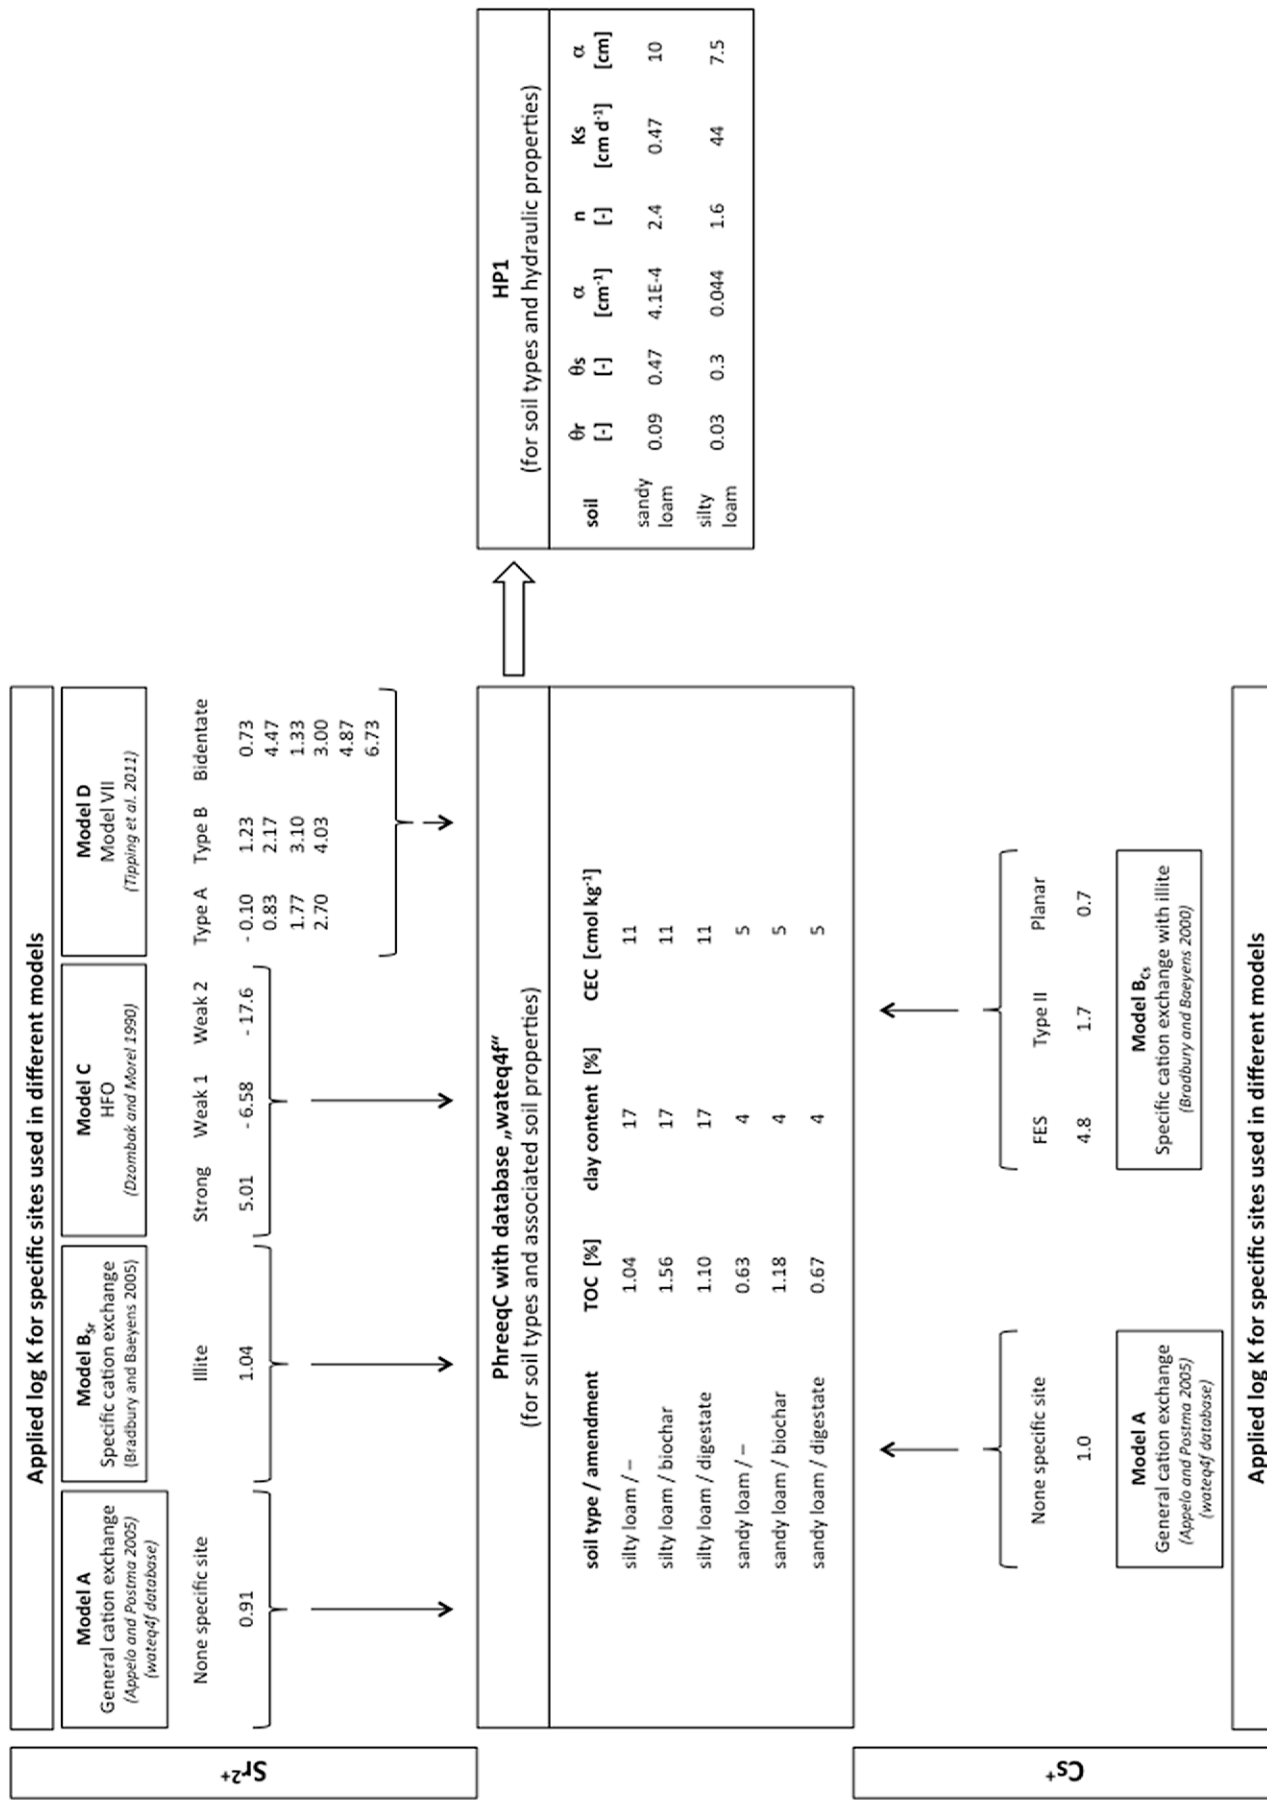 Sr2+
Applied log K for specific sites used in different models
Model A
General cation exchange
(Appelo and Postma 2005)
(wateq4f database)
Model BSr
Specific cation exchange
(Bradbury and Baeyens 2005)
Model C
HFO
(Dzombak and Morel 1990)
Model D
Model VII
(Tipping et al. 2011)
None specific site Illite Strong Weak 1 Weak 2 Type A Type B Bidentate
0.91 1.04 5.01 - 6.58 - 17.6 - 0.10 1.23 0.73
0.83 2.17 4.47
1.77 3.10 1.33
2.70 4.03 3.00
4.87
6.73
PhreeqC with database „wateq4f“
(for soil types and associated soil properties)
soil type / amendment TOC [%] clay content [%] CEC [cmol kg-1]
silty loam / – 1.04 17 11
silty loam / biochar 1.56 17 11
silty loam / digestate 1.10 17 11
sandy loam / – 0.63 4 5
sandy loam / biochar 1.18 4 5
sandy loam / digestate 0.67 4 5
HP1
(for soil types and hydraulic properties)
soil θr [-] θs [-] α [cm-1] n [-] Ks [cm d-1] α [cm]
sandy loam 0.09 0.47 4.1E-4 2.4 0.47 10
silty loam 0.03 0.3 0.044 1.6 44 7.5
Cs+
None specific site FES Type II Planar
1.0 4.8 1.7 0.7
Model A
General cation exchange
(Appelo and Postma 2005)
(wateq4f database)
Model BCs
Specific cation exchange with illite
(Bradbury and Baeyens 2000)
Applied log K for specific sites used in different models